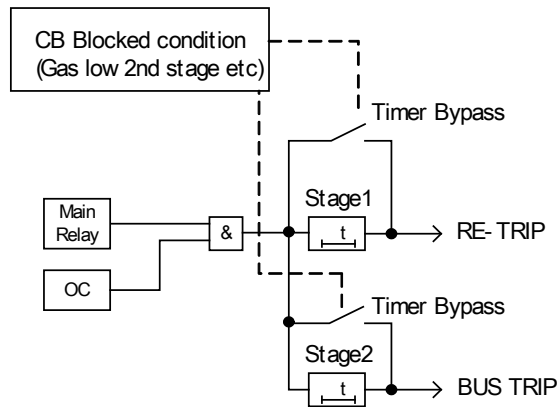 CB Blocked condition
(Gas low 2nd stage etc)
Timer Bypass
Stage1
Main
Relay
&
t
RE- TRIP
OC
Timer Bypass
Stage2
t
BUS TRIP